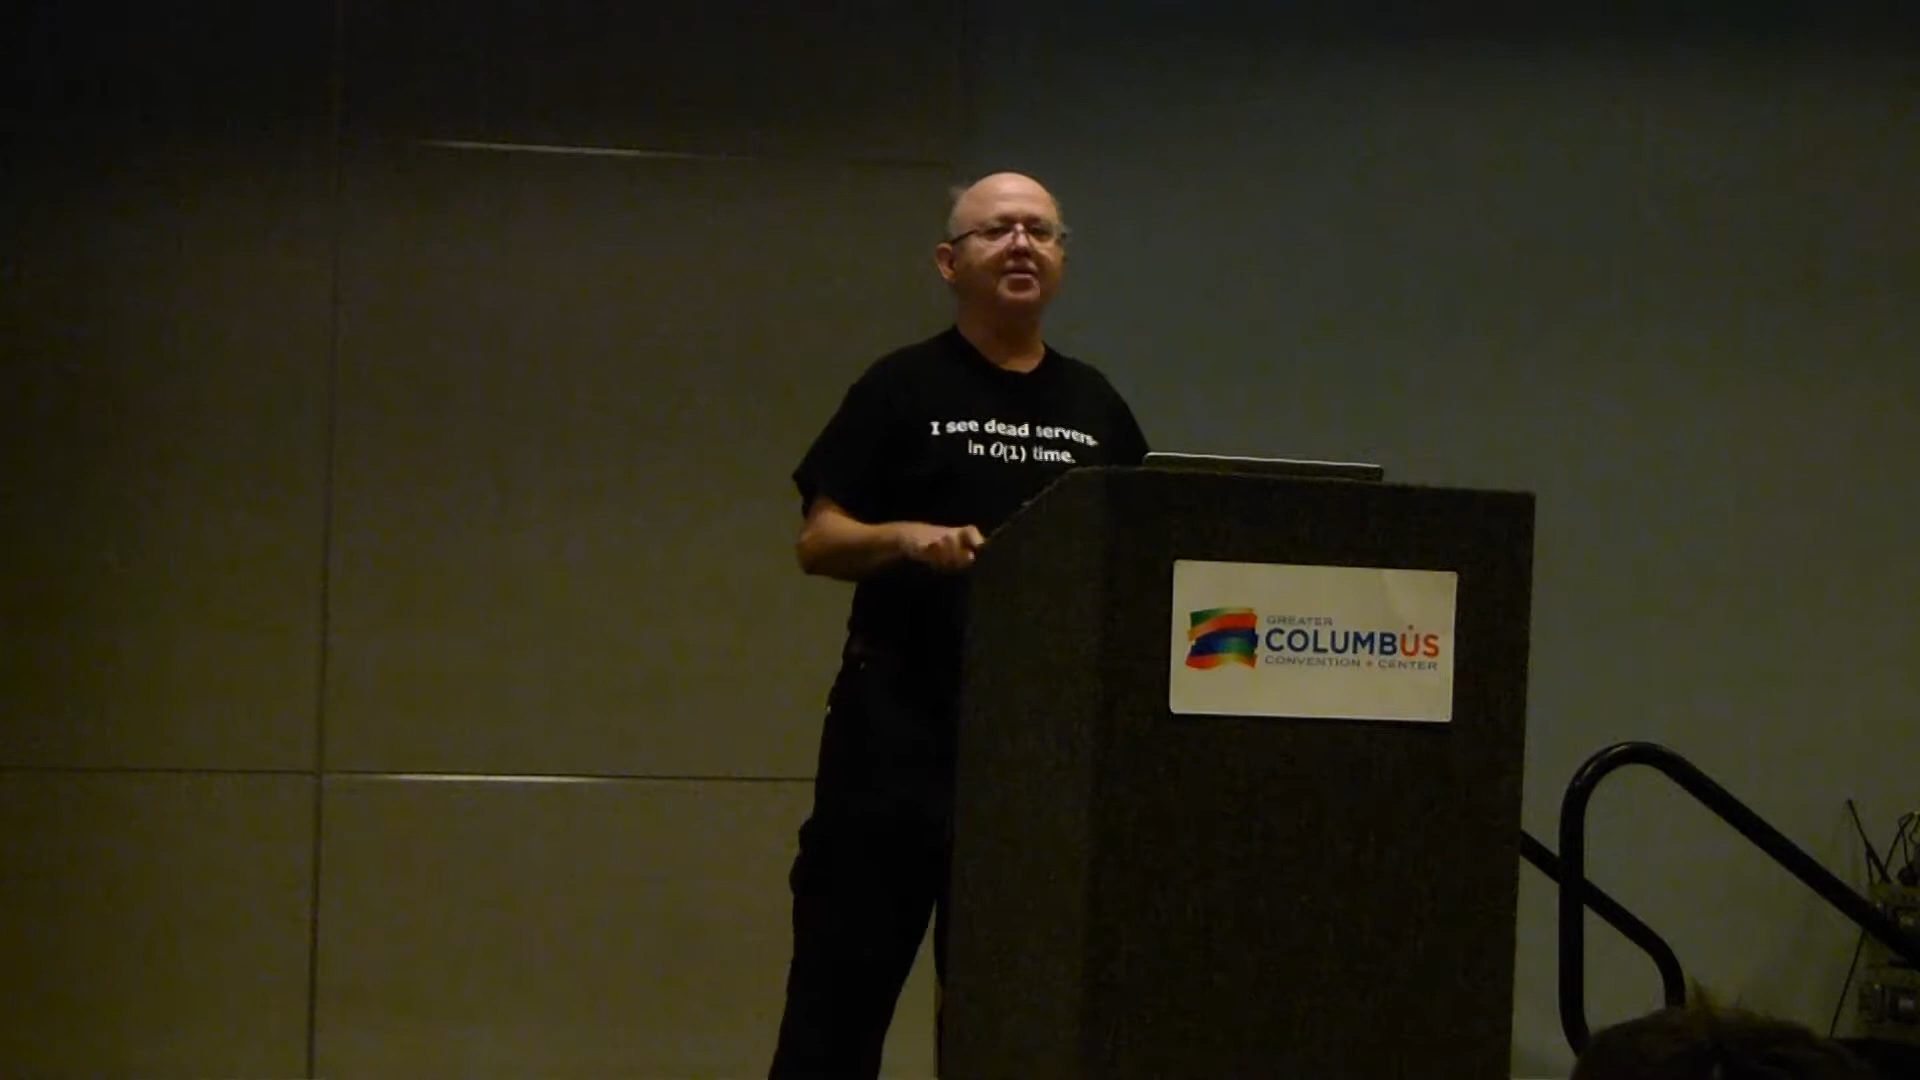 I see dead servers.
In O(1) time.
GREATER
COLUMBUS
CONVENTION CENTER